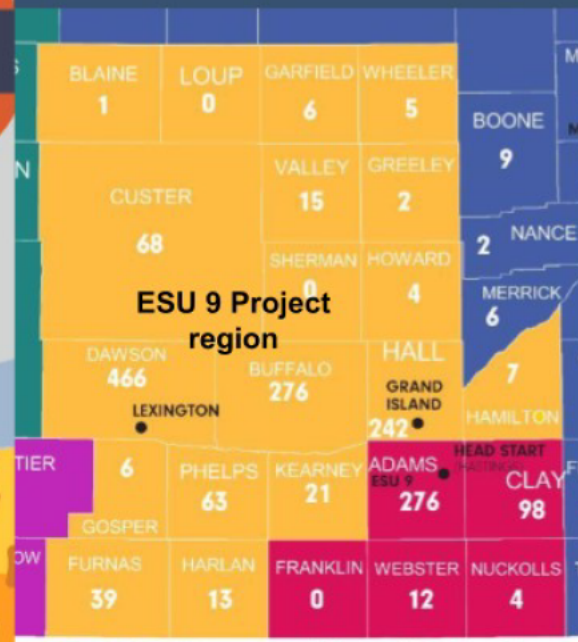 BLAINE
1
LOUP
0
GARFIELD
6
WHEELER
5
BOONE
9
CUSTER
68
VALLEY
15
GREELEY
2
2 NANCE
SHERMAN
0
HOWARD
4
MERRICK
6
ESU 9 Project
region
DAWSON
466
LEXINGTON
BUFFALO
276
HALL
GRAND
ISLAND
242
7
HAMILTON
TIER
6
GOSPER
PHELPS
63
KEARNEY
21
ADAMS
ESU 9
276
HEAD START
(HASTINGS)
CLAY
98
OW
FURNAS
39
HARLAN
13
FRANKLIN
0
WEBSTER
12
NUCKOLLS
4